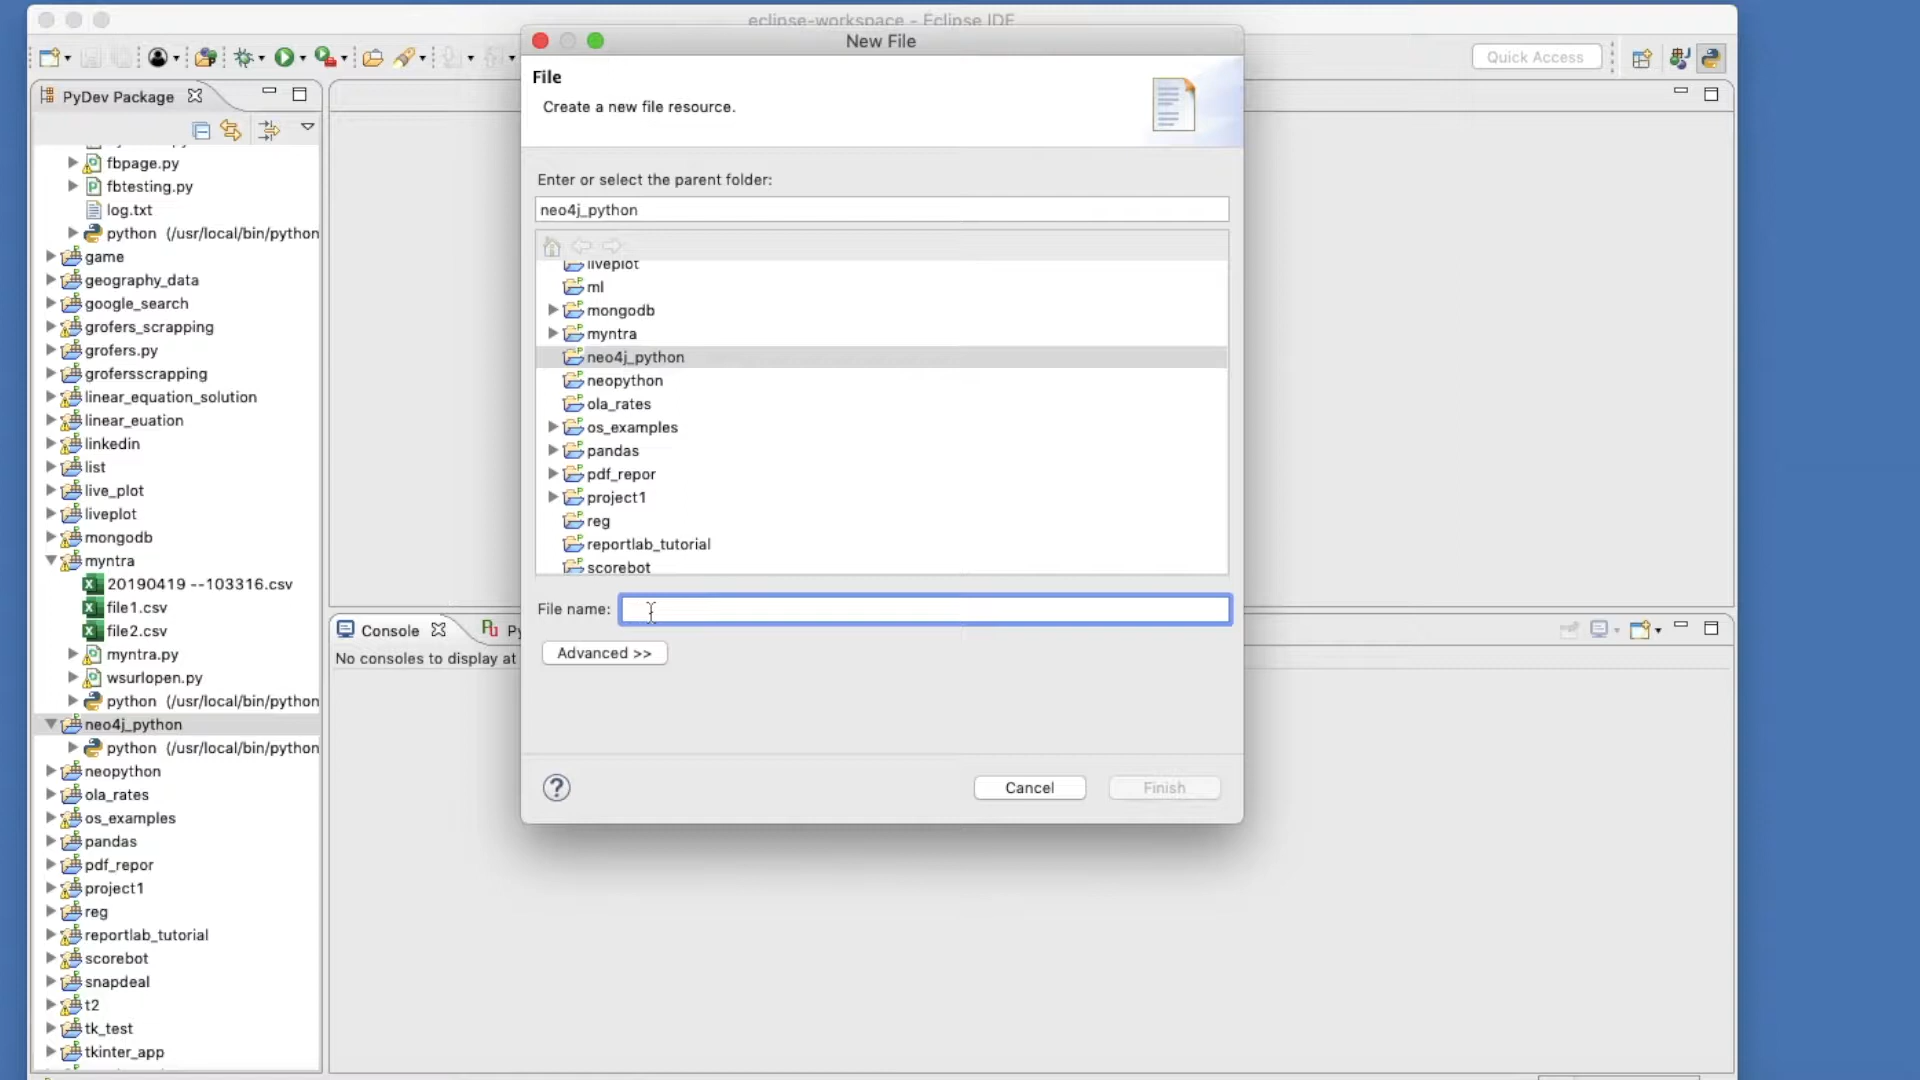 eclipse-workspace - Eclipse IDE
New File
Quick Access
PyDev Package
fbpage.py
fbtesting.py
log.txt
python (/usr/local/bin/python
game
geography_data
google_search
grofers_scrapping
grofers.py
grofersscrapping
linear_equation_solution
linear_euation
linkedin
list
live_plot
liveplot
mongodb
myntra
20190419 --103316.csv
file1.csv
file2.csv
myntra.py
wsurlopen.py
python (/usr/local/bin/python
neo4j_python
python (/usr/local/bin/python
neopython
ola_rates
os_examples
pandas
pdf_repor
project1
reg
reportlab_tutorial
scorebot
snapdeal
t2
tk_test
tkinter_app
File
Create a new file resource.
Enter or select the parent folder:
neo4j_python
liveplot
ml
mongodb
myntra
neo4j_python
neopython
ola_rates
os_examples
pandas
pdf_repor
project1
reg
reportlab_tutorial
scorebot
File name:
Advanced >>
Cancel
Finish
Console
Py
No consoles to display at